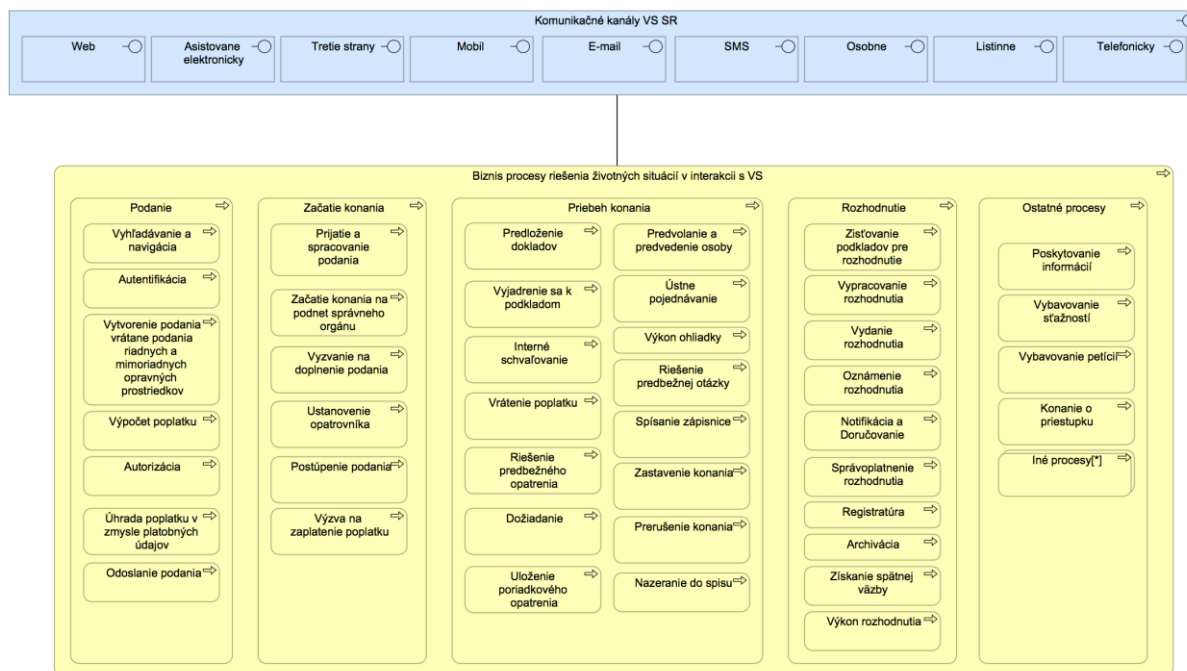 Komunikačné kanály VS SR
Web
Asistovane
elektronicky
Tretie strany
Mobil
E-mail
SMS
Osobne
Listinne
Telefonicky
Biznis procesy riešenia životných situácií v interakcii s VS
Podanie
Vyhľadávanie a
navigácia
Autentifikácia
Vytvorenie podania
vrátane podania
riadnych a
mimoriadnych
opravných
prostriedkov
Výpočet poplatku
Autorizácia
Úhrada poplatku v
zmysle platobných
údajov
Odoslanie podania
Začatie konania
Prijatie a
spracovanie
podania
Začatie konania na
podnet správneho
orgánu
Vyzvanie na
doplnenie podania
Ustanovenie
opatrovníka
Postúpenie podania
Výzva na
zaplatenie poplatku
Priebeh konania
Predloženie
dokladov
Vyjadrenie sa k
podkladom
Interné
schvaľovanie
Vrátenie poplatku
Riešenie
predbežného
opatrenia
Dožiadanie
Uloženie
poriadkového
opatrenia
Predvolanie a
predvedenie osoby
Ústne
pojednávanie
Výkon ohliadky
Riešenie
predbežnej otázky
Spísanie zápisnice
Zastavenie konania
Prerušenie konania
Nazeranie do spisu
Rozhodnutie
Zisťovanie
podkladov pre
rozhodnutie
Vypracovanie
rozhodnutia
Vydanie
rozhodnutia
Oznámenie
rozhodnutia
Notifikácia a
Doručovanie
Správoplatnenie
rozhodnutia
Registratúra
Archivácia
Získanie spätnej
väzby
Výkon rozhodnutia
Ostatné procesy
Poskytovanie
informácií
Vybavovanie
sťažností
Vybavovanie petícií
Konanie o
priestupku
Iné procesy[*]